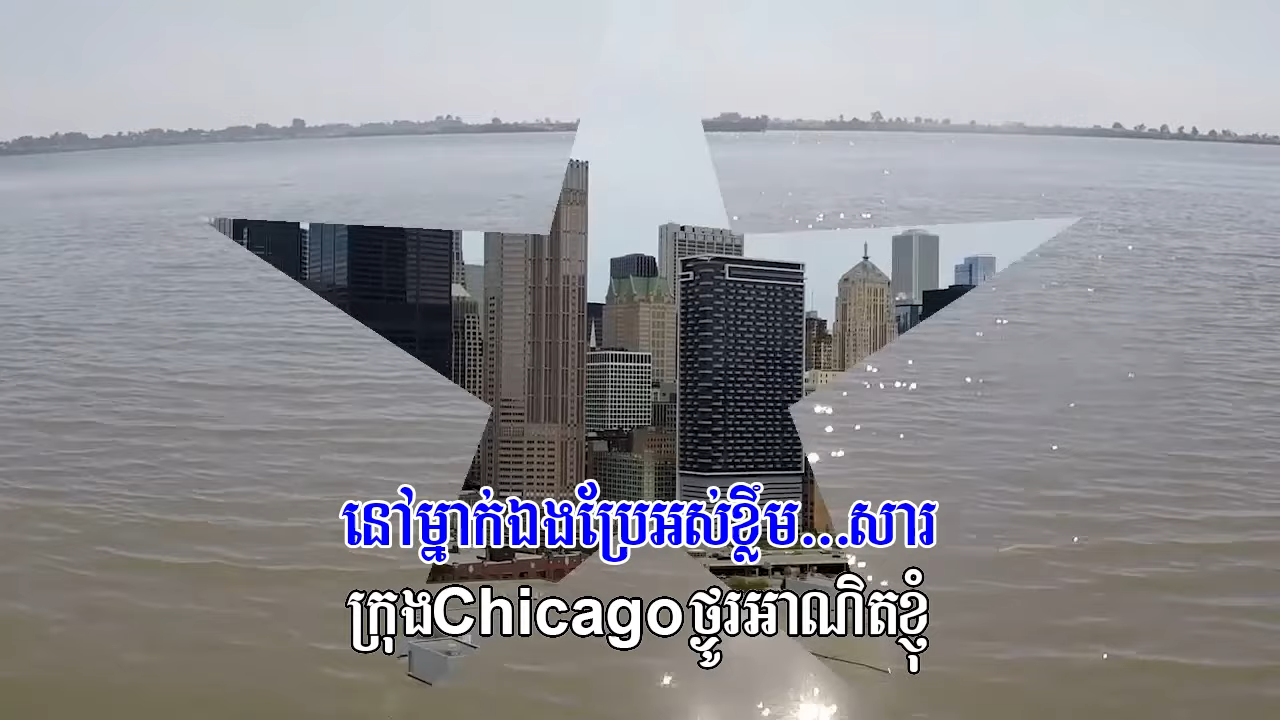 នៅម្នាក់ឯងប្រែអស់ខ្លឹម...សារ
ក្រុងChicagoថ្ងូរអាណិតខ្ញុំ